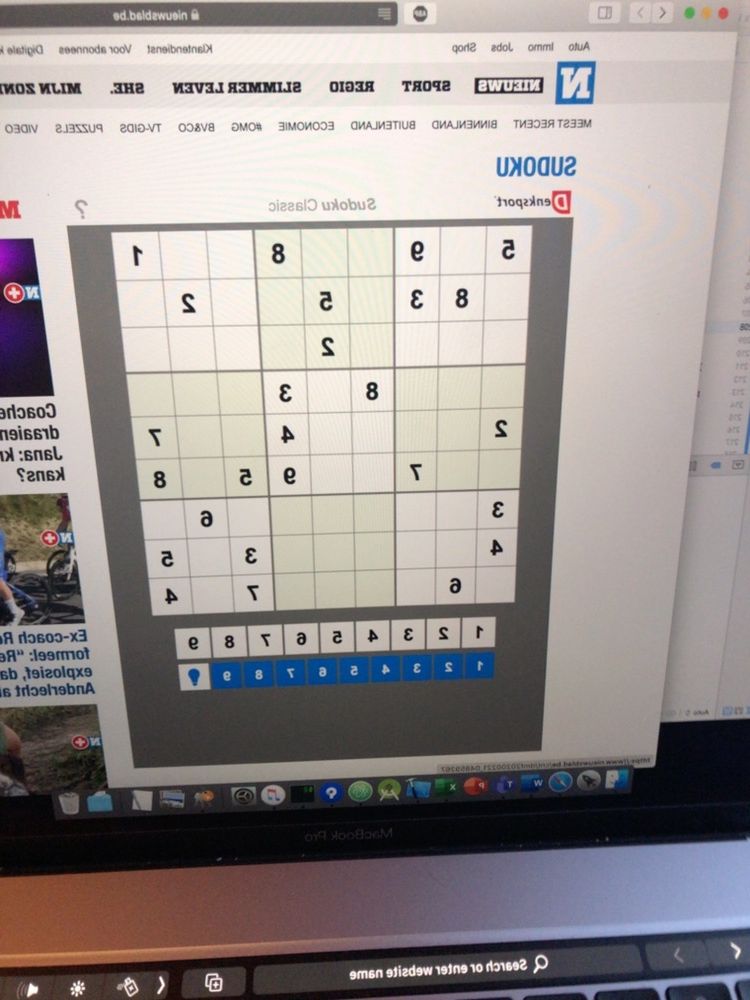 nieuwsblad.be
ABP
Auto Immo Jobs Shop Klantendienst Voor abonnees Digitale k
N NIEUWS SPORT REGIO SLIMMER LEVEN SHE. MIJN ZON
MEEST RECENT BINNENLAND BUITENLAND ECONOMIE #OMG BV&CO TV-GIDS PUZZELS VIDEO
SUDOKU
Denksport Sudoku Classic ?
M
5 9 8 1
8 3 5 2
2
8 3
2 4 7
7 9 5 8
3 6
4 3 5
6 7 4
1 2 3 4 5 6 7 8 9
1 2 3 4 5 6 7 8 9
N+
Coache
draaien
Jana: k
kans?
N+
Ex-coach R
formeel: “Re
explosief, da
Anderlecht a
N+
MacBook Pro
Search or enter website name